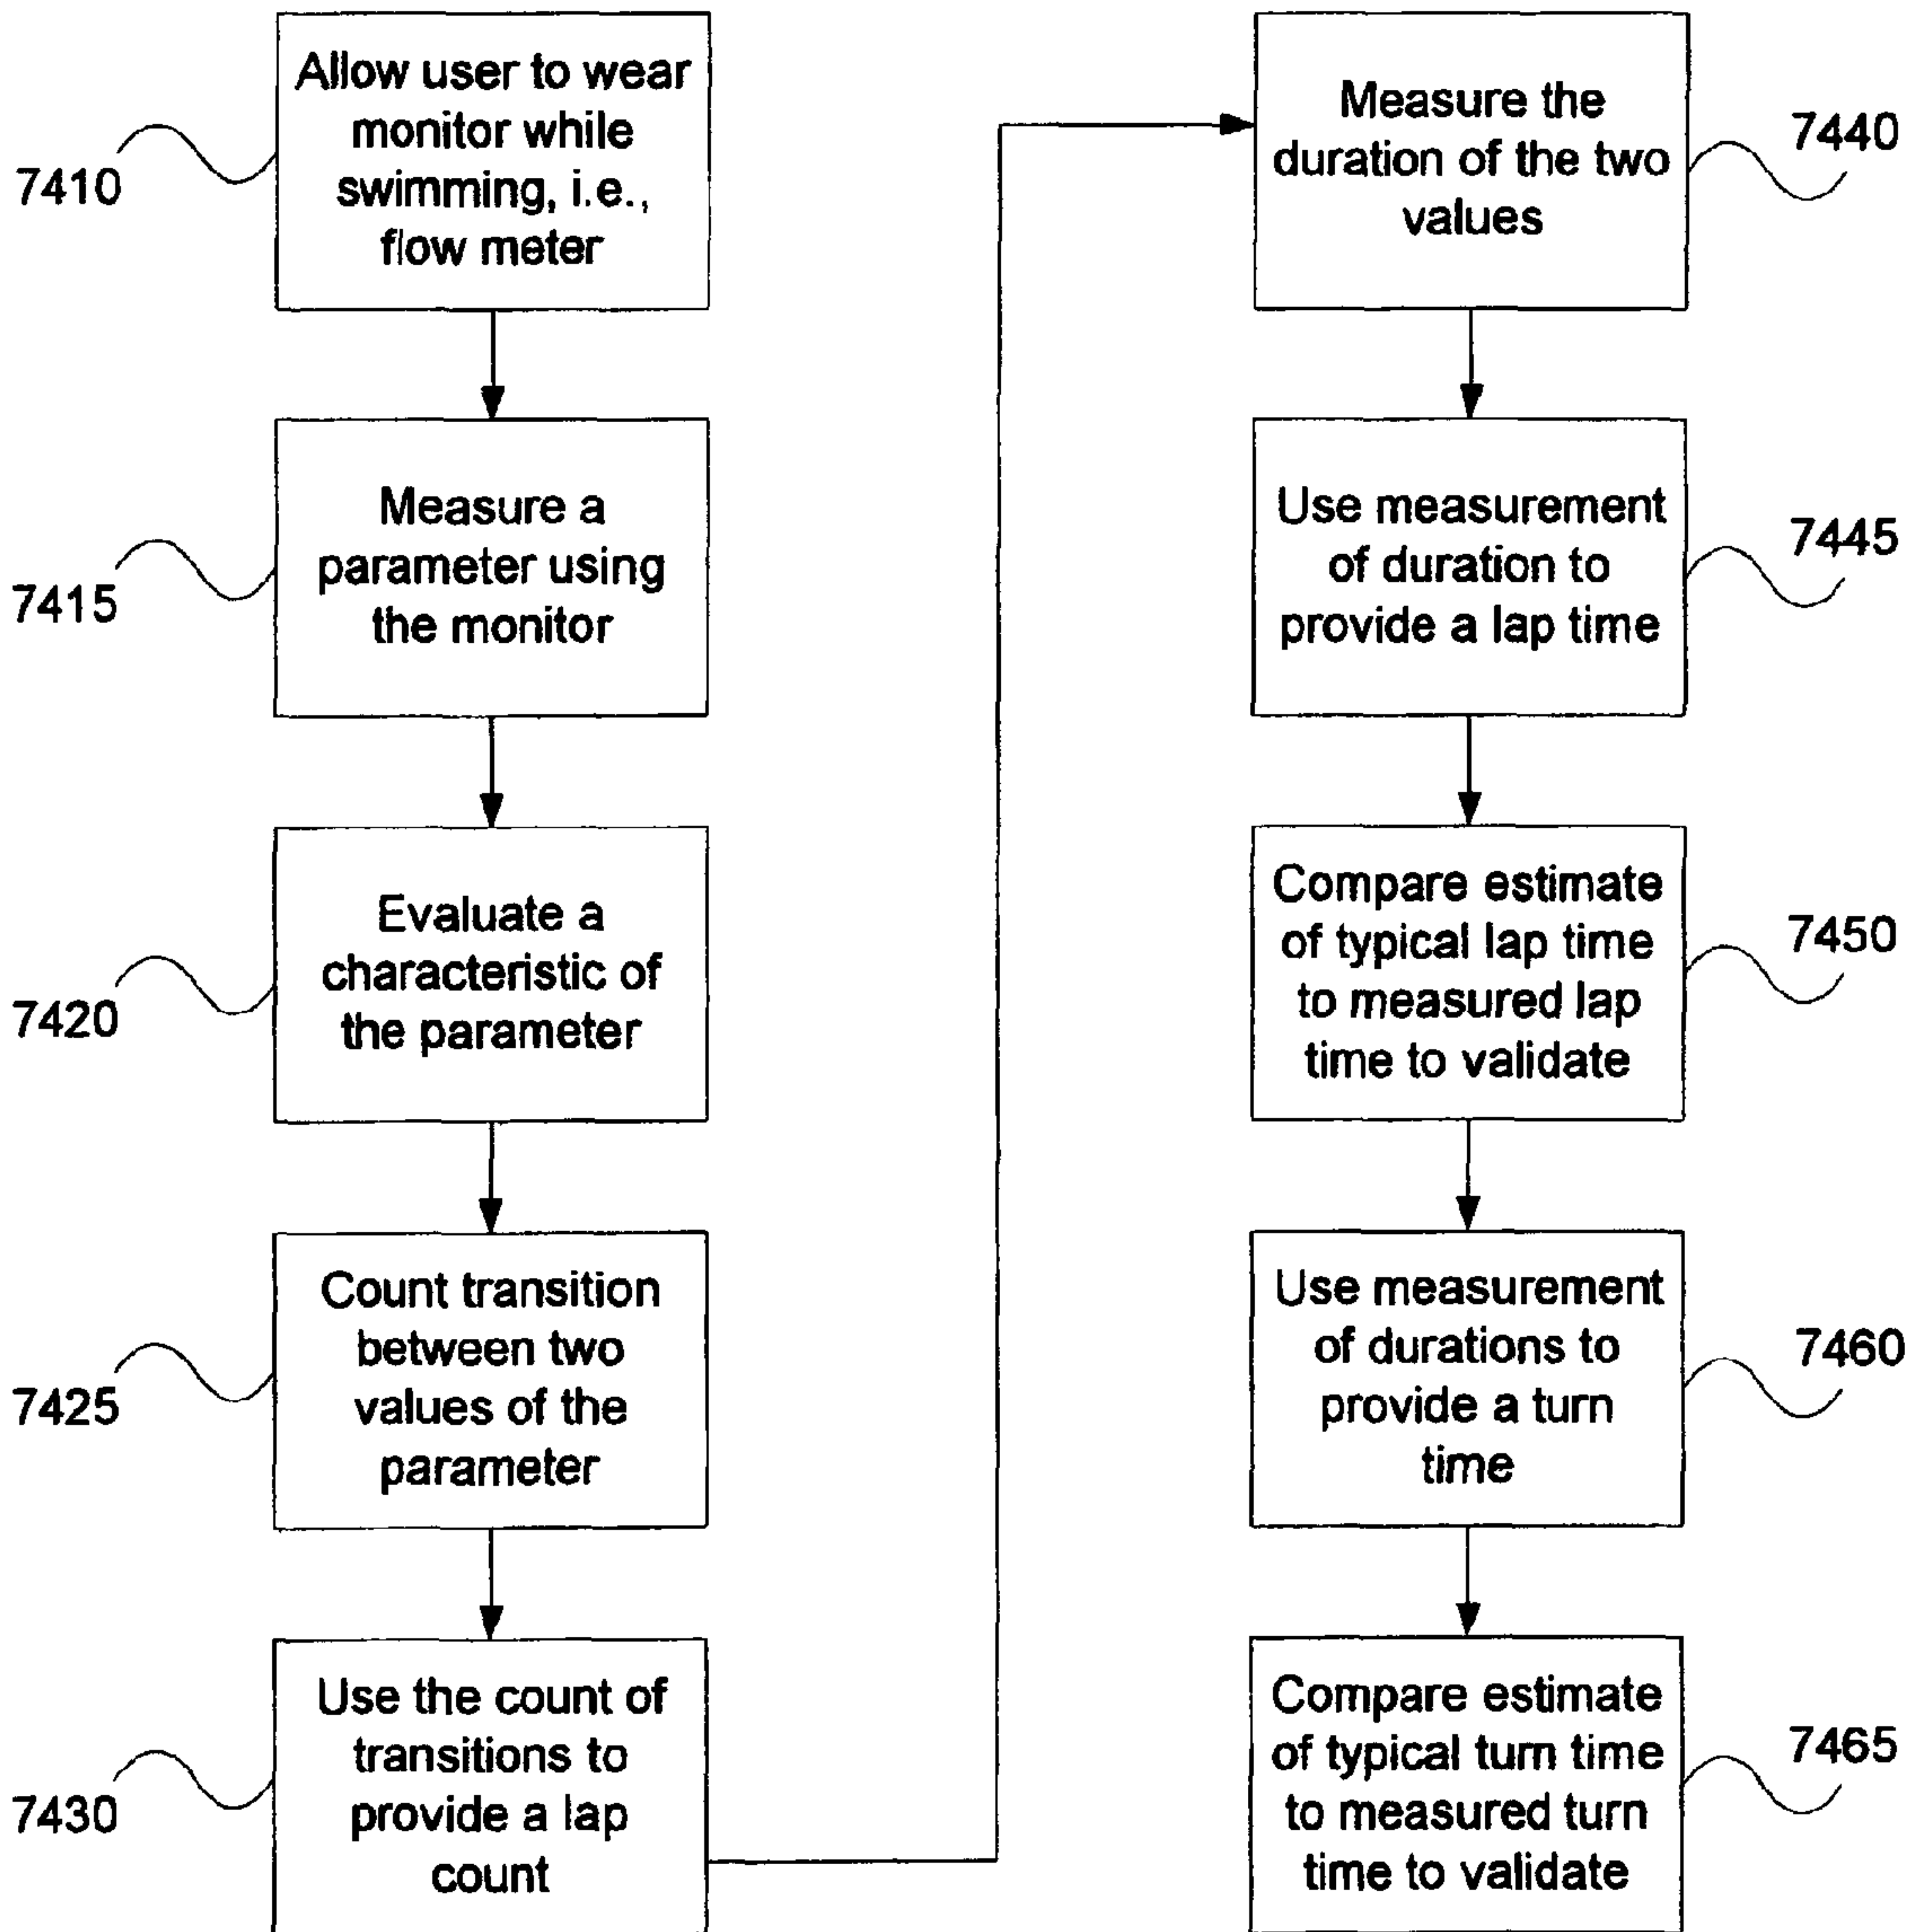 Allow user to wear
monitor while
swimming, i.e.,
flow meter
7410
Measure a
parameter using
the monitor
7415
Evaluate a
characteristic of
the parameter
7420
Count transition
between two
values of the
parameter
7425
Use the count of
transitions to
provide a lap
count
7430
Measure the
duration of the two
values
7440
Use measurement
of duration to
provide a lap time
7445
Compare estimate
of typical lap time
to measured lap
time to validate
7450
Use measurement
of durations to
provide a turn
time
7460
Compare estimate
of typical turn time
to measured turn
time to validate
7465